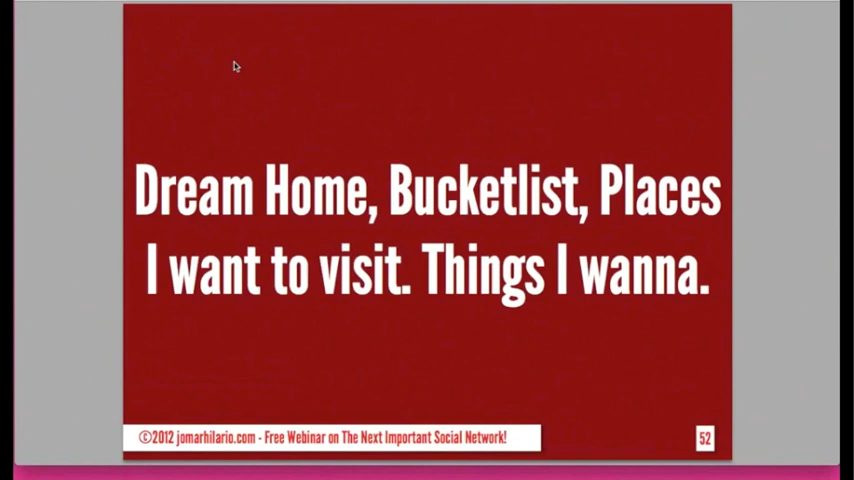 Dream Home, Bucketlist, Places
I want to visit. Things I wanna.
©2012 jomarhilario.com - Free Webinar on The Next Important Social Network!
52